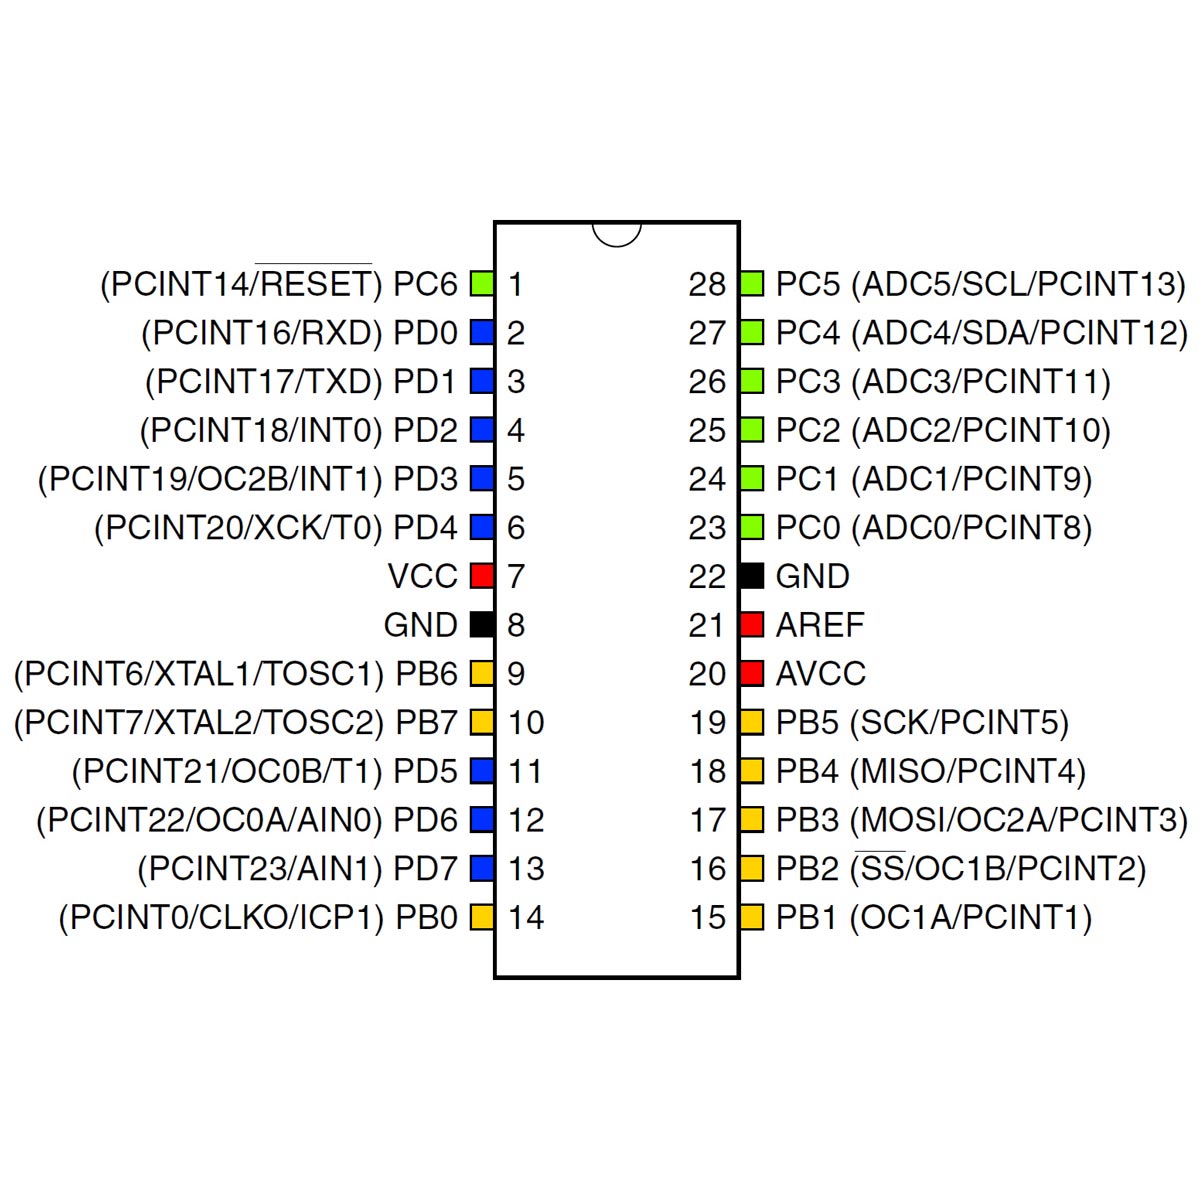 (PCINT14/RESET) PC6 1 28 PC5 (ADC5/SCL/PCINT13)
(PCINT16/RXD) PD0 2 27 PC4 (ADC4/SDA/PCINT12)
(PCINT17/TXD) PD1 3 26 PC3 (ADC3/PCINT11)
(PCINT18/INT0) PD2 4 25 PC2 (ADC2/PCINT10)
(PCINT19/OC2B/INT1) PD3 5 24 PC1 (ADC1/PCINT9)
(PCINT20/XCK/T0) PD4 6 23 PC0 (ADC0/PCINT8)
VCC 7 22 GND
GND 8 21 AREF
(PCINT6/XTAL1/TOSC1) PB6 9 20 AVCC
(PCINT7/XTAL2/TOSC2) PB7 10 19 PB5 (SCK/PCINT5)
(PCINT21/OC0B/T1) PD5 11 18 PB4 (MISO/PCINT4)
(PCINT22/OC0A/AIN0) PD6 12 17 PB3 (MOSI/OC2A/PCINT3)
(PCINT23/AIN1) PD7 13 16 PB2 (SS/OC1B/PCINT2)
(PCINT0/CLKO/ICP1) PB0 14 15 PB1 (OC1A/PCINT1)